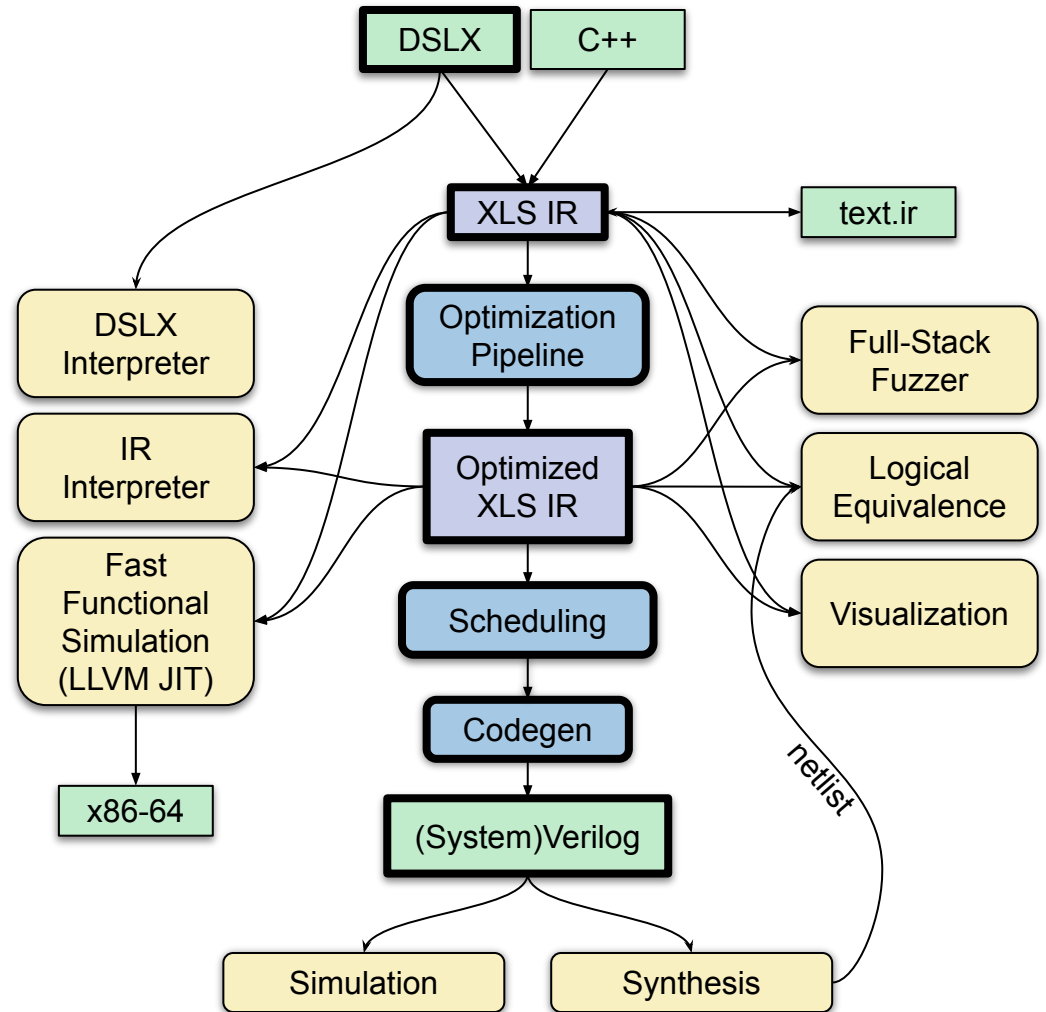 DSLX
C++
XLS IR
text.ir
DSLX
Interpreter
Optimization
Pipeline
Full-Stack
Fuzzer
IR
Interpreter
Optimized
XLS IR
Logical
Equivalence
Fast
Functional
Simulation
(LLVM JIT)
Scheduling
Visualization
Codegen
netlist
x86-64
(System)Verilog
Simulation
Synthesis